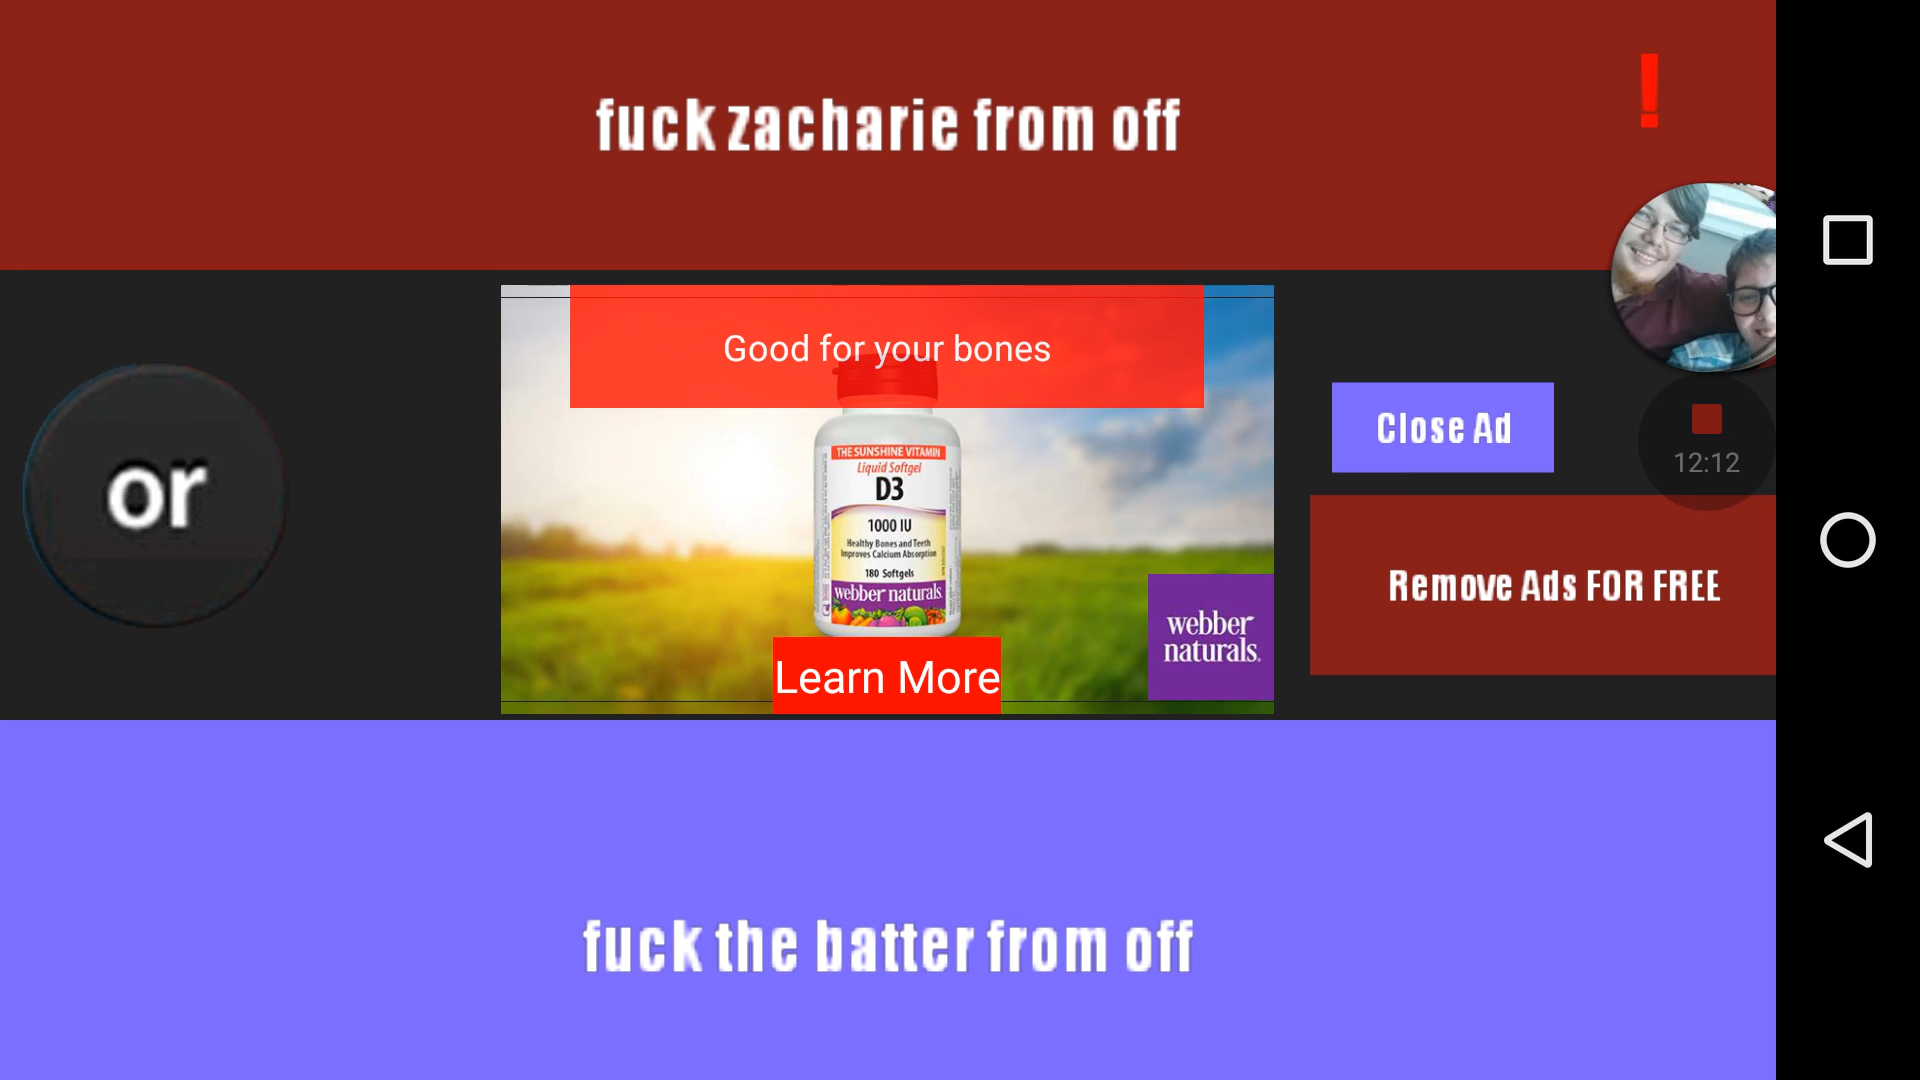 fuck zacharie from off
!
Good for your bones
THE SUNSHINE VITAMIN
Liquid Softgel
D3
1000 IU
Healthy Bones and Teeth
Improves Calcium Absorption
180 Softgels
webber naturals.
or
Close Ad
12:12
Remove Ads FOR FREE
webber
naturals.
Learn More
fuck the batter from off